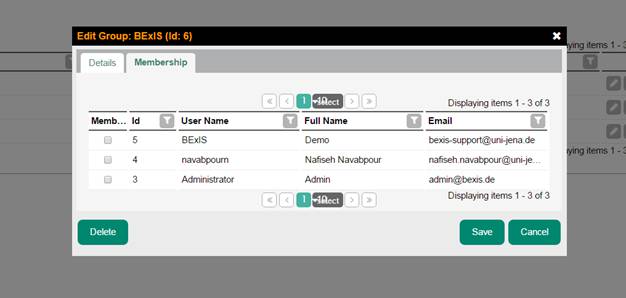 Edit Group: BExIS (Id: 6)
ying items 1 - 3
Details Membership
1 Select Displaying items 1 - 3 of 3
Memb... Id User Name Full Name Email
5 BExIS Demo bexis-support@uni-jena.de
4 navabpourn Nafiseh Navabpour nafiseh.navabpour@uni-je...
3 Administrator Admin admin@bexis.de
ying items 1 - 3
1 Select Displaying items 1 - 3 of 3
Delete Save Cancel